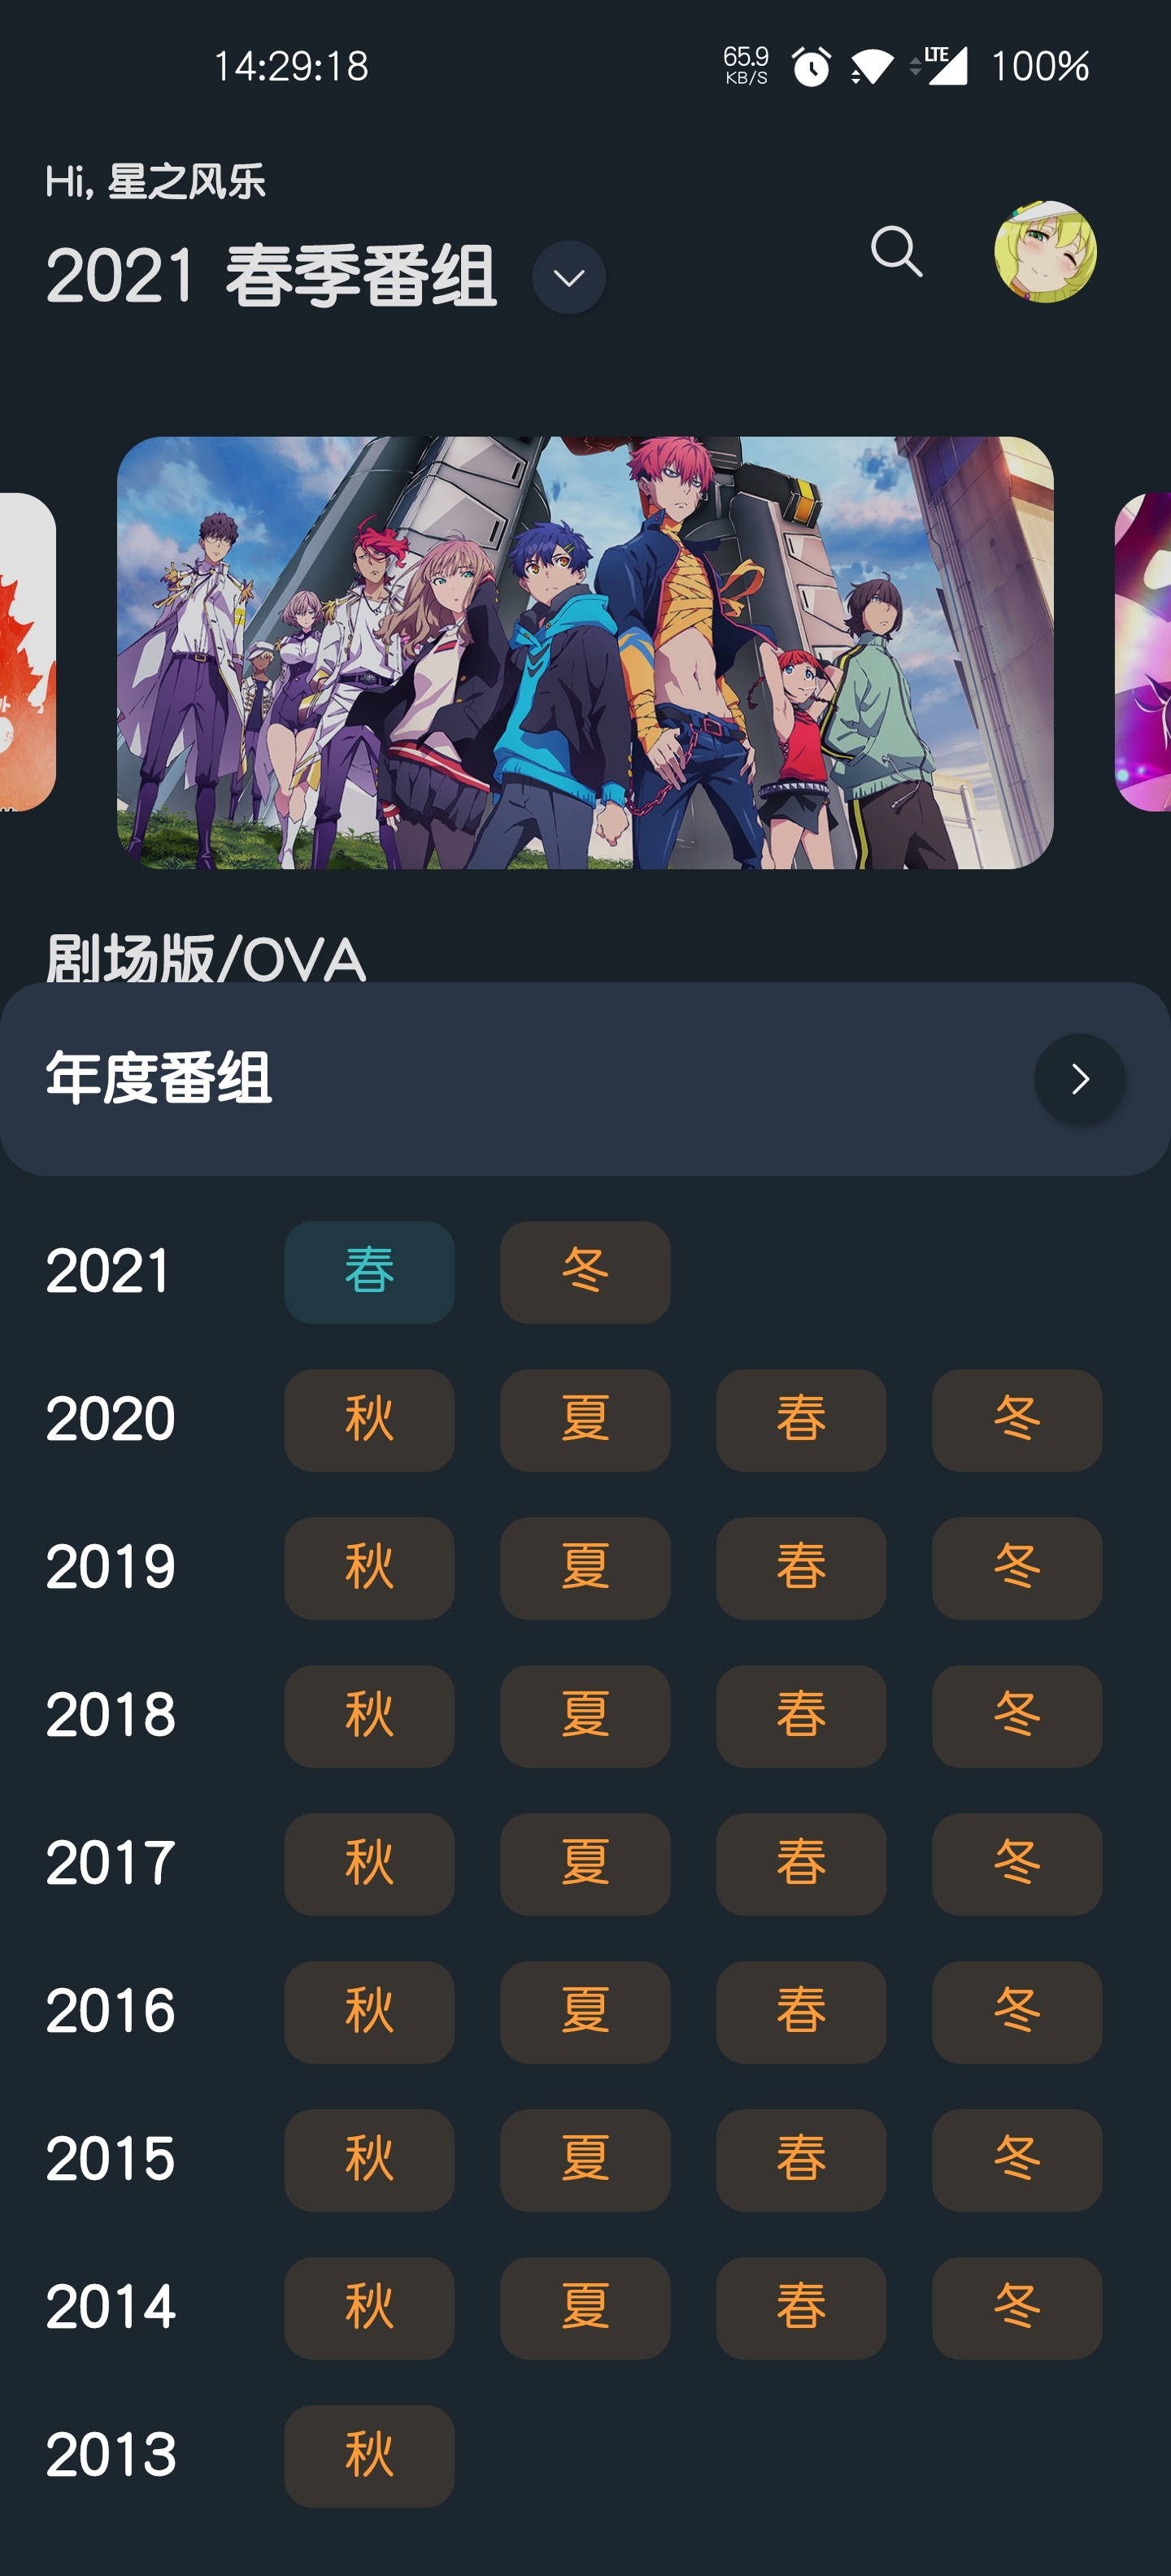 14:29:18 65.9 KB/S LTE 100%
Hi, 星之风乐
2021 春季番组
剧场版/OVA
年度番组
2021 春 冬
2020 秋 夏 春 冬
2019 秋 夏 春 冬
2018 秋 夏 春 冬
2017 秋 夏 春 冬
2016 秋 夏 春 冬
2015 秋 夏 春 冬
2014 秋 夏 春 冬
2013 秋